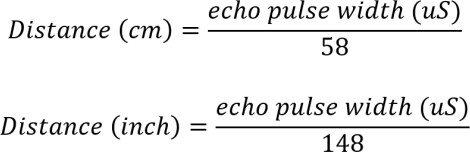 Distance (cm) = echo pulse width (uS) / 58
Distance (inch) = echo pulse width (uS) / 148